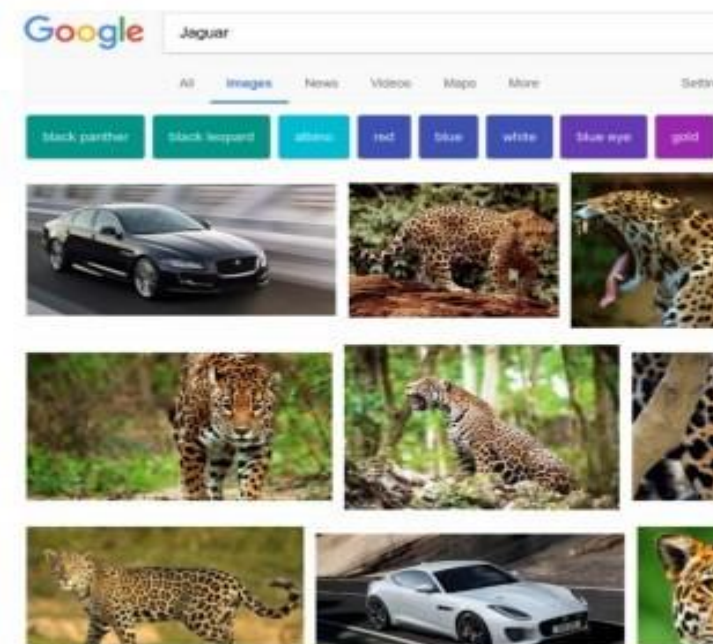 Google Jaguar
All Images News Videos Maps More
black panther black leopard albino red blue white blue eye gold